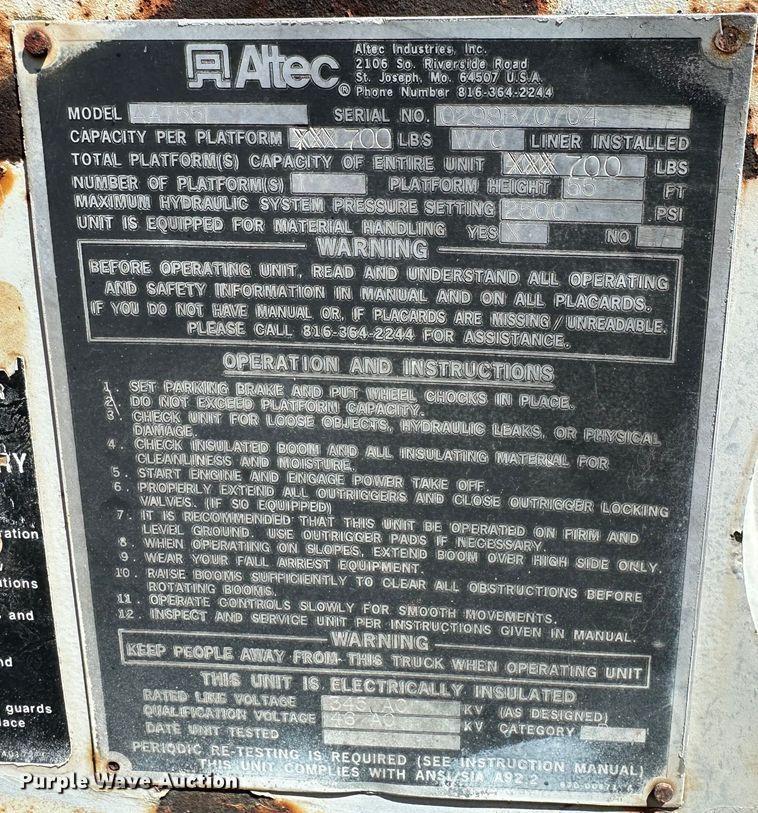 Altec
Altec Industries, Inc.
2106 So. Riverside Road
St. Joseph, Mo. 64507 U.S.A.
® Phone Number 816-364-2244
MODEL SERIAL NO.
CAPACITY PER PLATFORM XXX 700 LBS W/O LINER INSTALLED
TOTAL PLATFORM(S) CAPACITY OF ENTIRE UNIT XXX 700 LBS
NUMBER OF PLATFORM(S) 1 PLATFORM HEIGHT 55 FT
MAXIMUM HYDRAULIC SYSTEM PRESSURE SETTING 2500 PSI
UNIT IS EQUIPPED FOR MATERIAL HANDLING YES X NO
WARNING
BEFORE OPERATING UNIT, READ AND UNDERSTAND ALL OPERATING
AND SAFETY INFORMATION IN MANUAL AND ON ALL PLACARDS.
IF YOU DO NOT HAVE MANUAL OR, IF PLACARDS ARE MISSING/UNREADABLE,
PLEASE CALL 816-364-2244 FOR ASSISTANCE.
OPERATION AND INSTRUCTIONS
1. SET PARKING BRAKE AND PUT WHEEL CHOCKS IN PLACE.
2. DO NOT EXCEED PLATFORM CAPACITY.
3. CHECK UNIT FOR LOOSE OBJECTS, HYDRAULIC LEAKS, OR PHYSICAL
DAMAGE.
4. CHECK INSULATED BOOM AND ALL INSULATING MATERIAL FOR
CLEANLINESS AND MOISTURE.
5. START ENGINE AND ENGAGE POWER TAKE OFF.
6. PROPERLY EXTEND ALL OUTRIGGERS AND CLOSE OUTRIGGER LOCKING
VALVES. (IF SO EQUIPPED)
7. IT IS RECOMMENDED THAT THIS UNIT BE OPERATED ON FIRM AND
LEVEL GROUND. USE OUTRIGGER PADS IF NECESSARY.
8. WHEN OPERATING ON SLOPES, EXTEND BOOM OVER HIGH SIDE ONLY.
9. WEAR YOUR FALL ARREST EQUIPMENT.
10. RAISE BOOMS SUFFICIENTLY TO CLEAR ALL OBSTRUCTIONS BEFORE
ROTATING BOOMS.
11. OPERATE CONTROLS SLOWLY FOR SMOOTH MOVEMENTS.
12. INSPECT AND SERVICE UNIT PER INSTRUCTIONS GIVEN IN MANUAL.
WARNING
KEEP PEOPLE AWAY FROM THIS TRUCK WHEN OPERATING UNIT
THIS UNIT IS ELECTRICALLY INSULATED
RATED LINE VOLTAGE KV (AS DESIGNED)
QUALIFICATION VOLTAGE 46 AC KV CATEGORY
DATE UNIT TESTED
PERIODIC RE-TESTING IS REQUIRED (SEE INSTRUCTION MANUAL)
THIS UNIT COMPLIES WITH ANSI/SIA A92.2
RY
ration
utions
and
nd
guards
lace
Purple Wave Auction